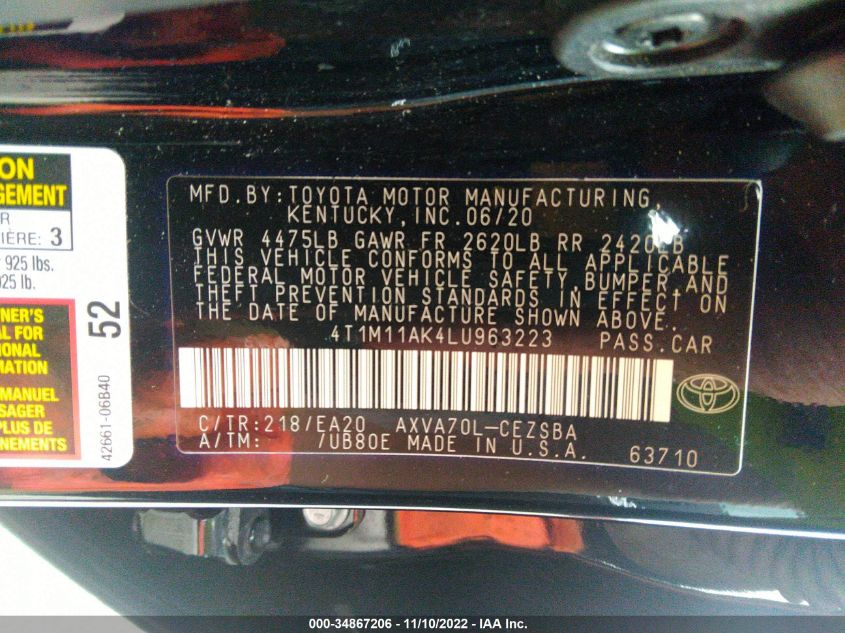 ON
GEMENT
R
IÈRE: 3
925 lbs.
025 lb.
NER'S
AL FOR
IONAL
MATION
MANUEL
SAGER
PLUS DE
NEMENTS
52
42661-06B40
MFD.BY:TOYOTA MOTOR MANUFACTURING,
KENTUCKY, INC. 06/20
GVWR 4475LB GAWR FR 2620LB RR 2420LB
THIS VEHICLE CONFORMS TO ALL APPLICABLE
FEDERAL MOTOR VEHICLE SAFETY, BUMPER, AND
THEFT PREVENTION STANDARDS IN EFFECT ON
THE DATE OF MANUFACTURE SHOWN ABOVE.
4T1M11AK4LU963223 PASS.CAR
C/TR:218/EA20 AXVA70L-CEZSBA
A/TM: 7UB80E MADE IN U.S.A. 63710
000-34867206 - 11/10/2022 - IAA Inc.